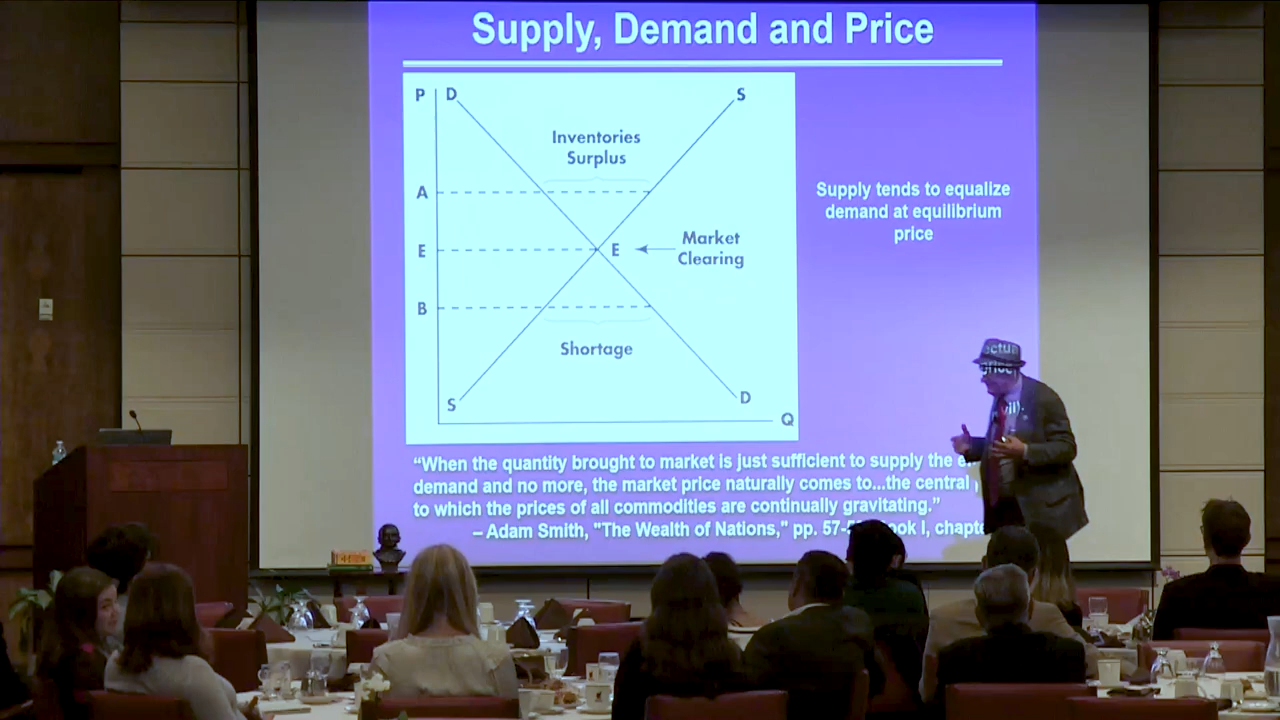 Supply, Demand and Price
P D S
Inventories
Surplus
A
E E Market
Clearing
B
Shortage
S D
Q
Supply tends to equalize
demand at equilibrium
price
“When the quantity brought to market is just sufficient to supply the
demand and no more, the market price naturally comes to...the central
to which the prices of all commodities are continually gravitating.”
– Adam Smith, "The Wealth of Nations," pp.